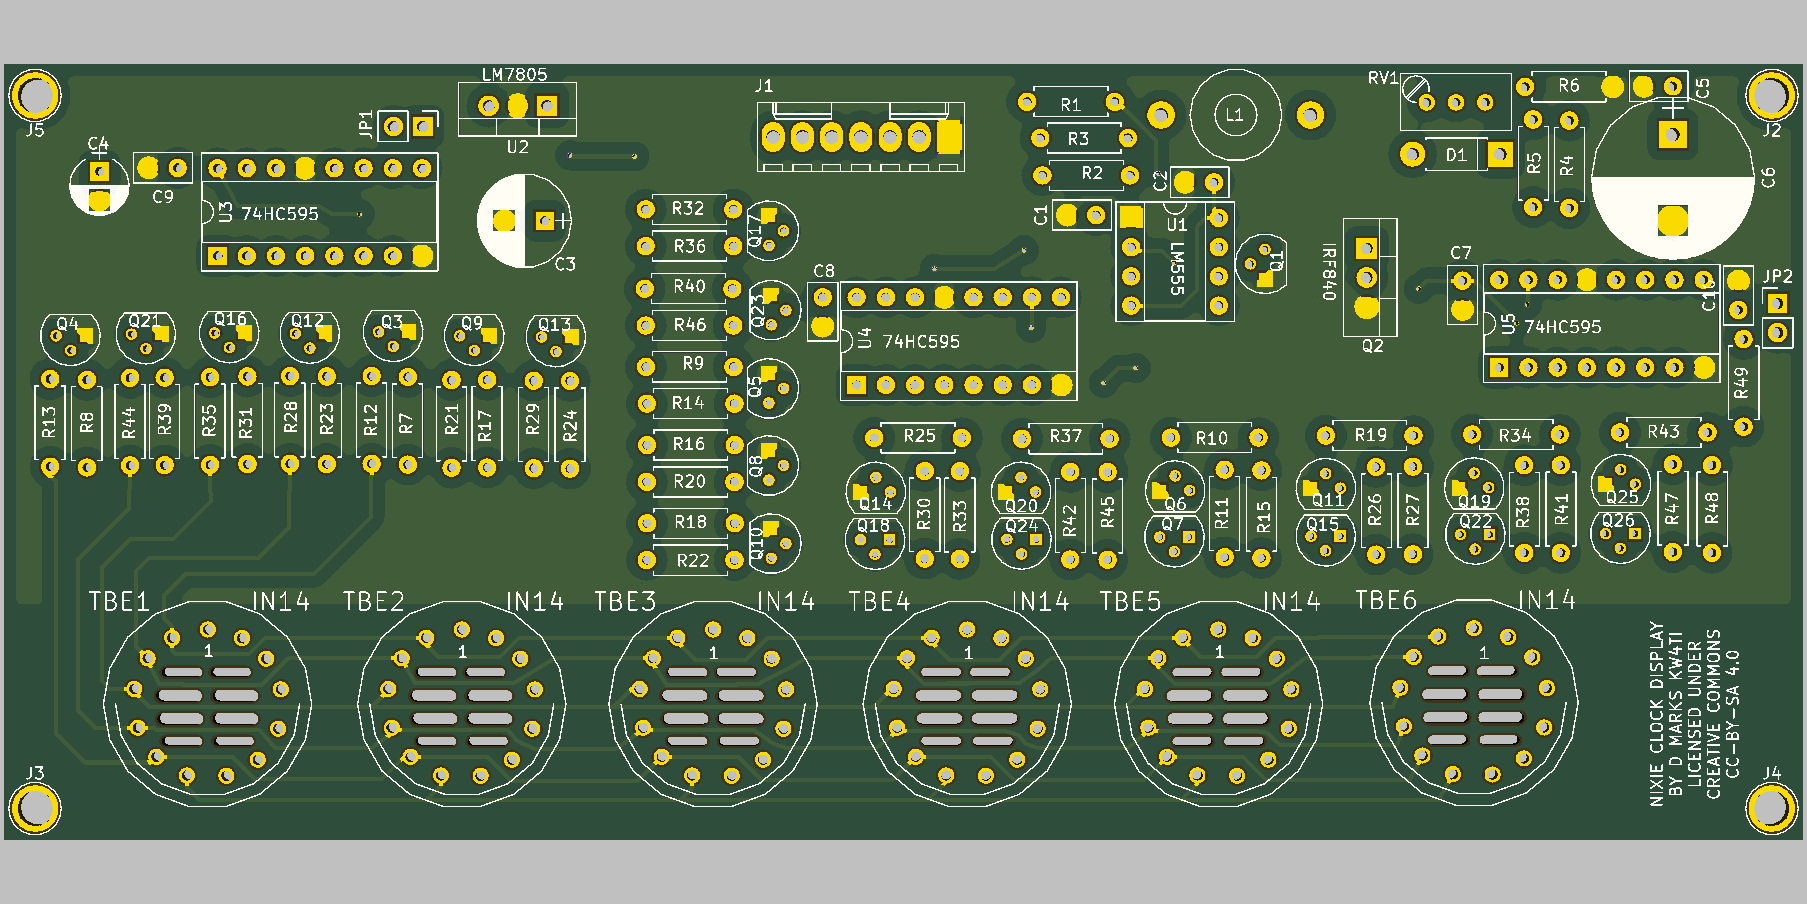 LM7805
J1
RV1
R6
C5
J5
JP1
U2
R1
L1
J2
C4
R3
D1
R5
R4
C9
U3
74HC595
R2
C2
C6
C3
R32
Q17
C1
U1
LM555
R36
Q1
IRF840
C7
JP2
C10
R40
Q23
C8
R46
U4
74HC595
Q2
U5
74HC595
Q4
Q21
Q16
Q12
Q3
Q9
Q13
R9
Q5
R14
R49
R13
R8
R44
R39
R35
R31
R28
R23
R12
R7
R21
R17
R29
R24
R16
Q8
R20
R25
R37
R10
R19
R34
R43
R18
Q10
R22
Q14
Q18
R30
R33
Q20
Q24
R42
R45
Q6
Q7
R11
R15
Q11
Q15
R26
R27
Q19
Q22
R38
R41
Q25
Q26
R47
R48
TBE1 IN14
TBE2 IN14
TBE3 IN14
TBE4 IN14
TBE5 IN14
TBE6 IN14
1
1
1
1
1
1
NIXIE CLOCK DISPLAY
BY D MARKS KW4TI
LICENSED UNDER
CREATIVE COMMONS
CC-BY-SA 4.0
J3
J4